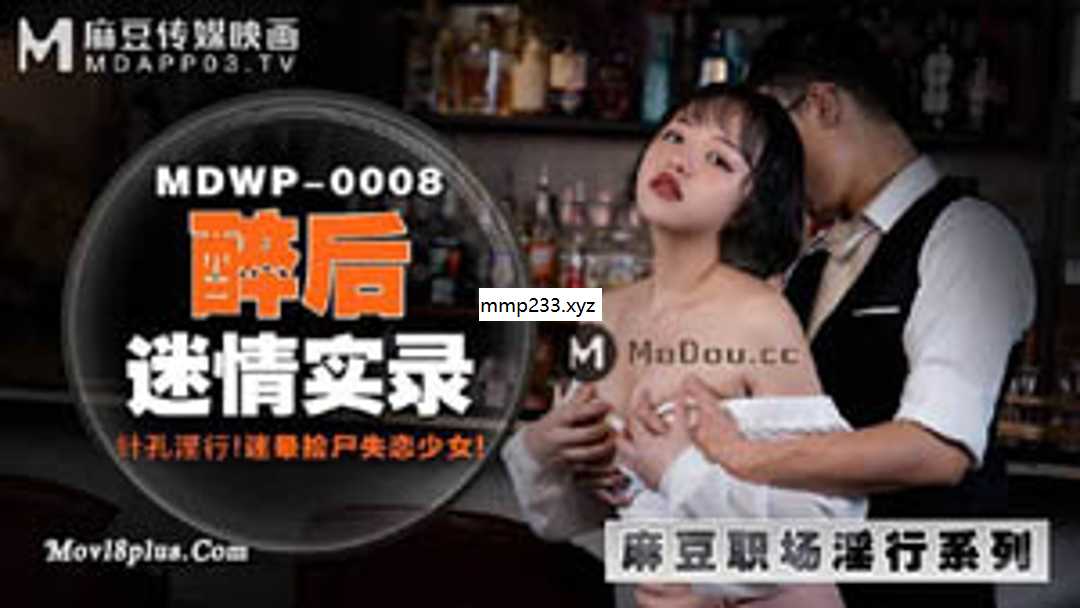 麻豆传媒映画
MDAPP03.TV
MDWP-0008
醉后
迷情实录
针孔淫行!迷晕捡尸失恋少女!
mmp233.xyz
M MaDou.cc
Mov18plus.Com
麻豆职场淫行系列